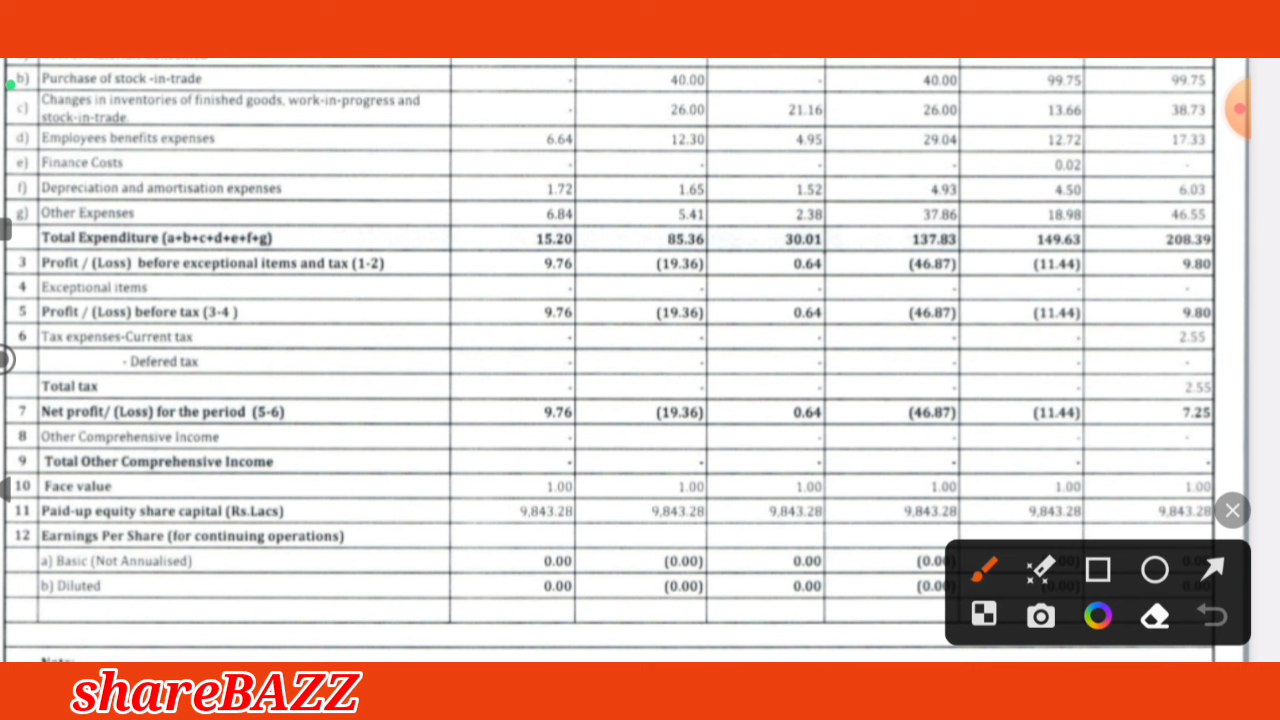 b) Purchase of stock -in-trade - 40.00 - 40.00 99.75 99.75
c) Changes in inventories of finished goods, work-in-progress and
stock-in-trade. - 26.00 21.16 26.00 13.66 38.73
d) Employees benefits expenses 6.64 12.30 4.95 29.04 12.72 17.33
e) Finance Costs - - - - 0.02 -
f) Depreciation and amortisation expenses 1.72 1.65 1.52 4.93 4.50 6.03
g) Other Expenses 6.84 5.41 2.38 37.86 18.98 46.55
Total Expenditure (a+b+c+d+e+f+g) 15.20 85.36 30.01 137.83 149.63 208.39
3 Profit / (Loss) before exceptional items and tax (1-2) 9.76 (19.36) 0.64 (46.87) (11.44) 9.80
4 Exceptional items - - - - - -
5 Profit / (Loss) before tax (3-4 ) 9.76 (19.36) 0.64 (46.87) (11.44) 9.80
6 Tax expenses-Current tax - - - - - 2.55
- Defered tax - - - - - -
Total tax - - - - - 2.55
7 Net profit/ (Loss) for the period (5-6) 9.76 (19.36) 0.64 (46.87) (11.44) 7.25
8 Other Comprehensive Income - - - - - -
9 Total Other Comprehensive Income - - - - - -
10 Face value 1.00 1.00 1.00 1.00 1.00 1.00
11 Paid-up equity share capital (Rs.Lacs) 9,843.28 9,843.28 9,843.28 9,843.28 9,843.28 9,843.28
12 Earnings Per Share (for continuing operations)
a) Basic (Not Annualised) 0.00 (0.00) 0.00 (0.00
b) Diluted 0.00 (0.00) 0.00 (0.00
shareBAZZ